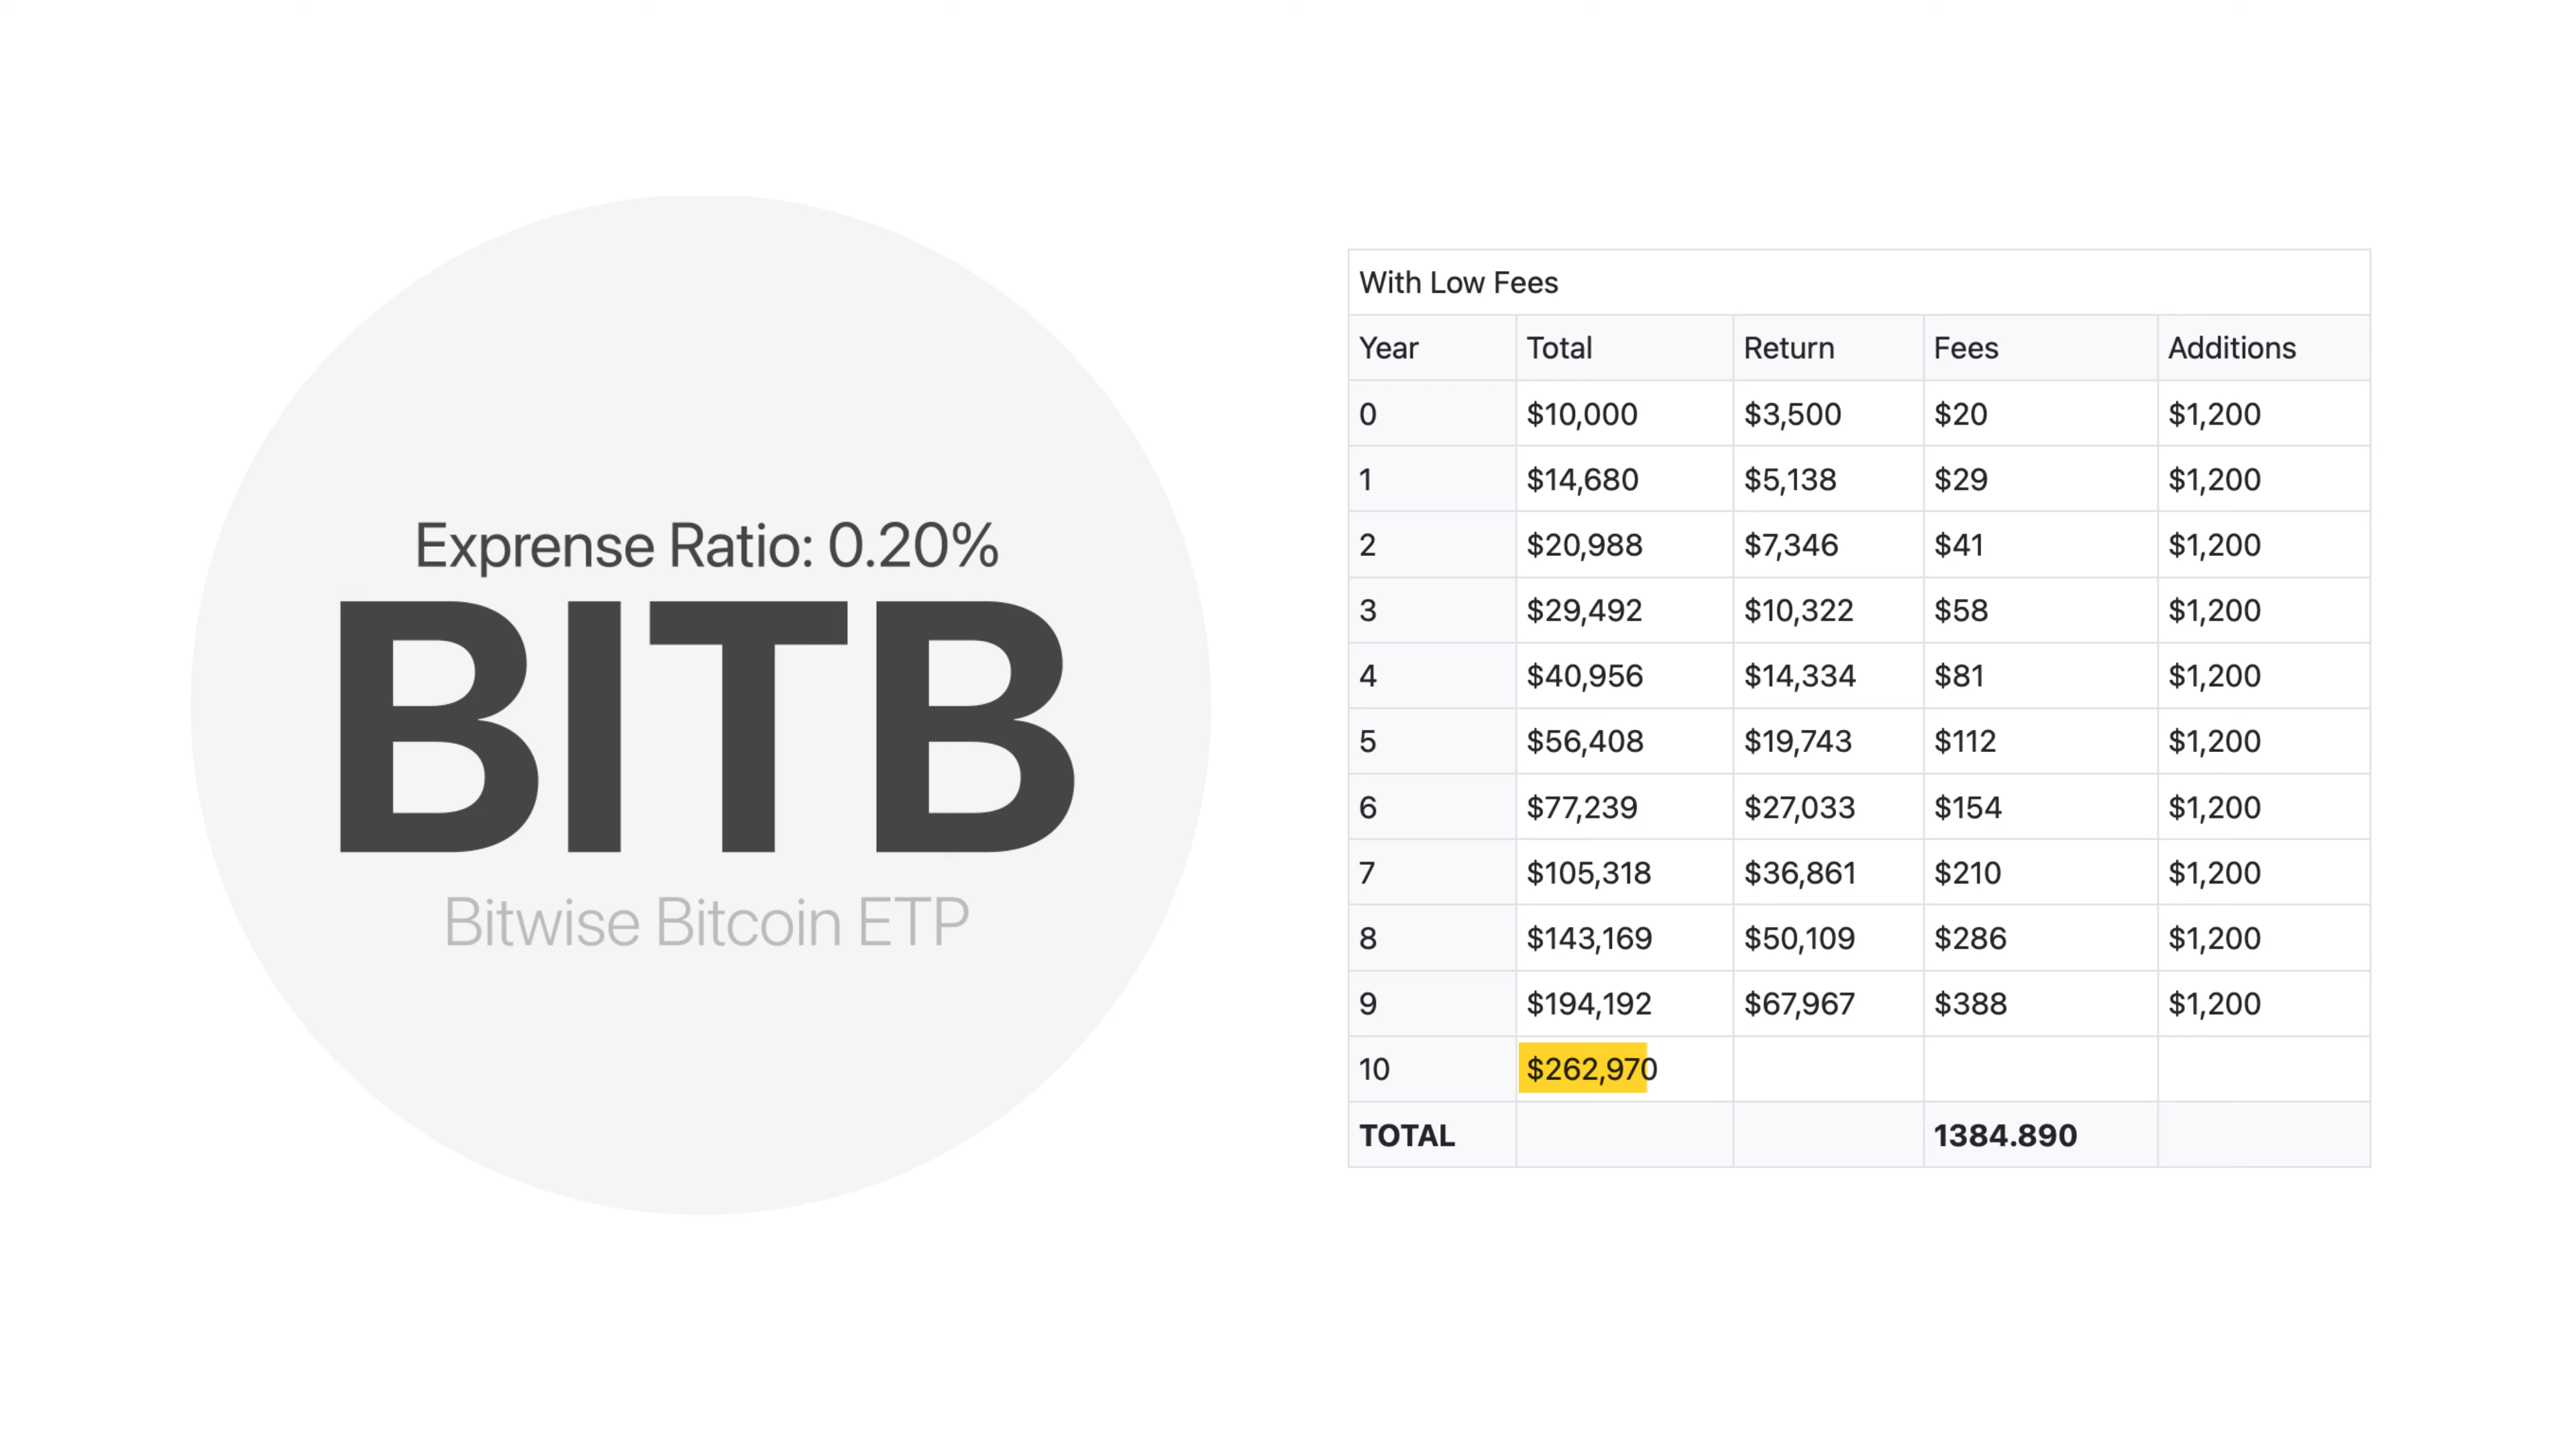 Exprense Ratio: 0.20%
BITB
Bitwise Bitcoin ETP
With Low Fees
Year Total Return Fees Additions
0 $10,000 $3,500 $20 $1,200
1 $14,680 $5,138 $29 $1,200
2 $20,988 $7,346 $41 $1,200
3 $29,492 $10,322 $58 $1,200
4 $40,956 $14,334 $81 $1,200
5 $56,408 $19,743 $112 $1,200
6 $77,239 $27,033 $154 $1,200
7 $105,318 $36,861 $210 $1,200
8 $143,169 $50,109 $286 $1,200
9 $194,192 $67,967 $388 $1,200
10 $262,970
TOTAL 1384.890